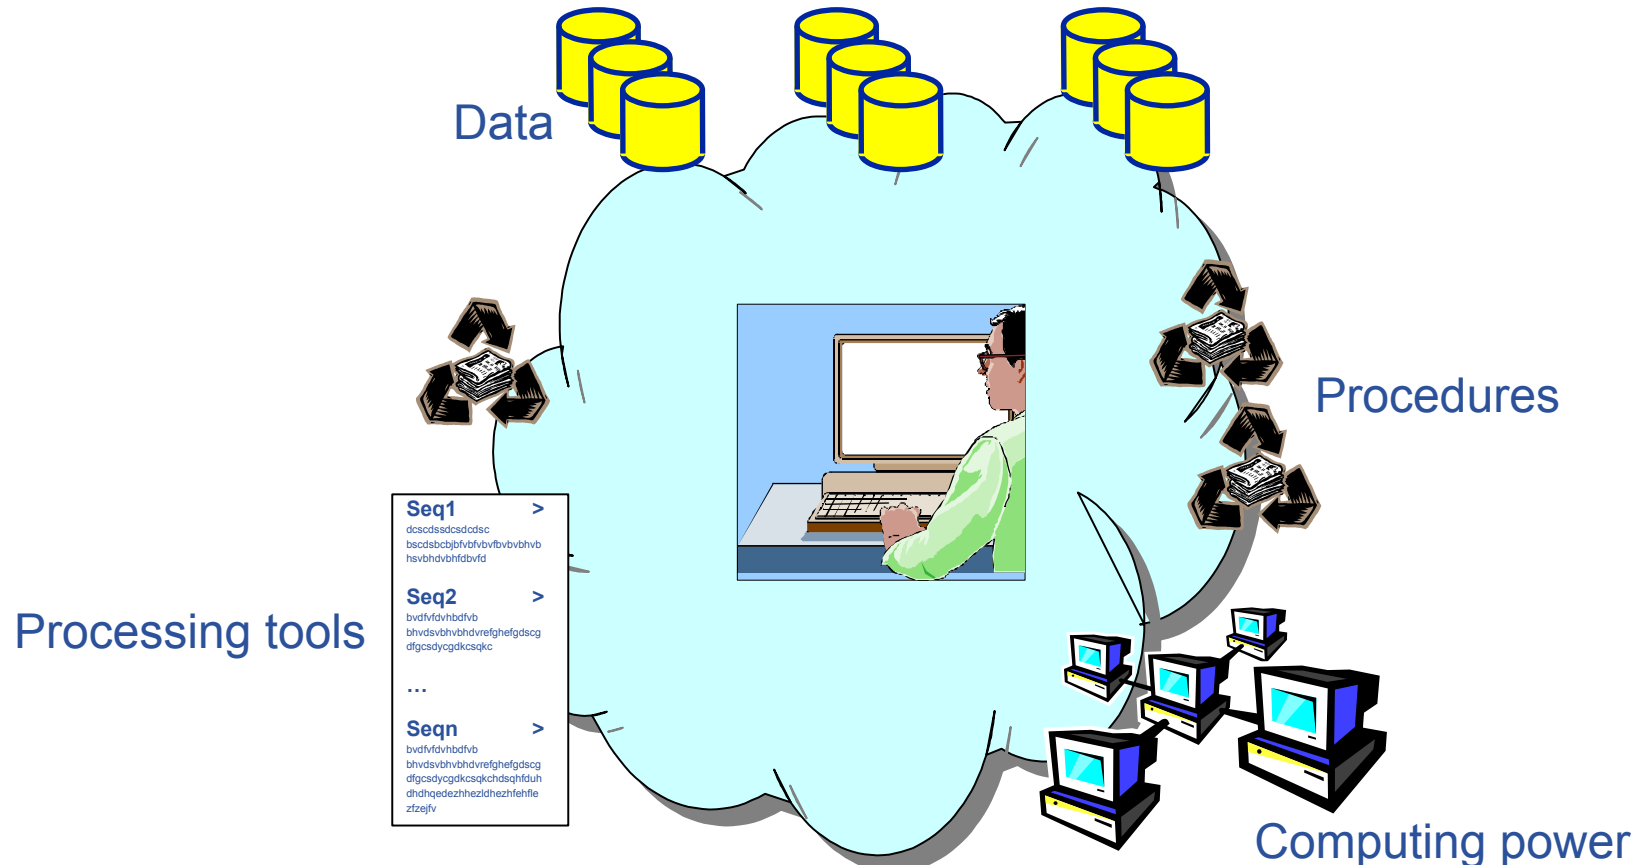 Data
Procedures
Seq1 >
dcscdssdcsdcdsc
bscdsbcbjbfvbfvbvfbvbvbhvb
hsvbhdvbhfdbvfd
Seq2 >
bvdfvfdvhbdfvb
bhvdsvbhvbhdvrefghefgdscg
dfgcsdycgdkcsqkc
Processing tools
...
Seqn >
bvdfvfdvhbdfvb
bhvdsvbhvbhdvrefghefgdscg
dfgcsdycgdkcsqkchdsqhfduh
dhdhqedezhhezldhezhfehfle
zfzejfv
Computing power